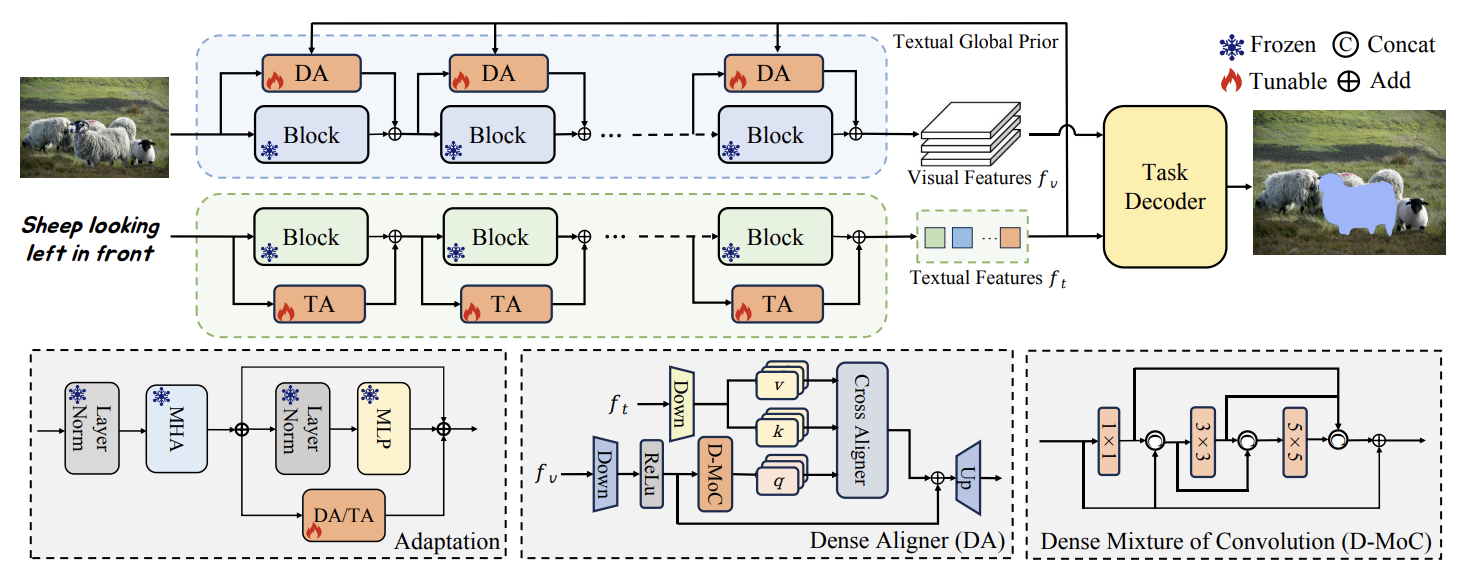 Textual Global Prior
Frozen
C
Concat
Tunable
Add
DA
DA
DA
Block
Block
Block
Visual Features f_v
Task
Decoder
Sheep looking
left in front
Block
Block
Block
TA
TA
TA
Textual Features f_t
Layer
Norm
MHA
Layer
Norm
MLP
DA/TA
Adaptation
f_t
Down
v
k
Cross Aligner
f_v
Down
ReLu
D-MoC
q
Up
Dense Aligner (DA)
1×1
C
3×3
C
5×5
C
Dense Mixture of Convolution (D-MoC)